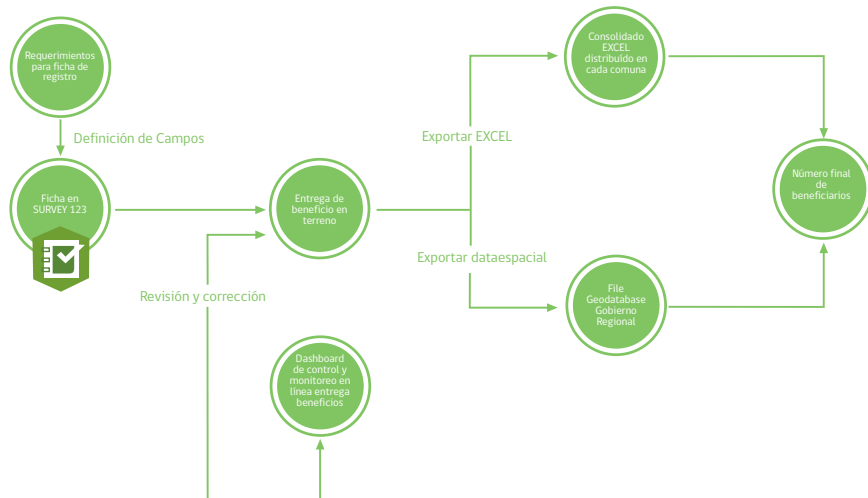 Requerimientos
para ficha de
registro
Definición de Campos
Ficha en
SURVEY 123
Entrega de
beneficio en
terreno
Revisión y corrección
Dashboard
de control y
monitoreo en
línea entrega
beneficios
Exportar EXCEL
Consolidado
EXCEL
distribuído en
cada comuna
Exportar dataespacial
File
Geodatabase
Gobierno
Regional
Número final
de
beneficiarios